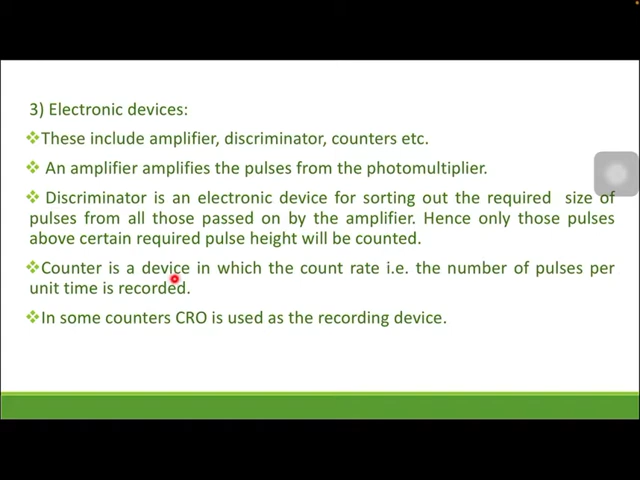 3) Electronic devices:
❖These include amplifier, discriminator, counters etc.
❖ An amplifier amplifies the pulses from the photomultiplier.
❖ Discriminator is an electronic device for sorting out the required size of
pulses from all those passed on by the amplifier. Hence only those pulses
above certain required pulse height will be counted.
❖Counter is a device in which the count rate i.e. the number of pulses per
unit time is recorded.
❖In some counters CRO is used as the recording device.